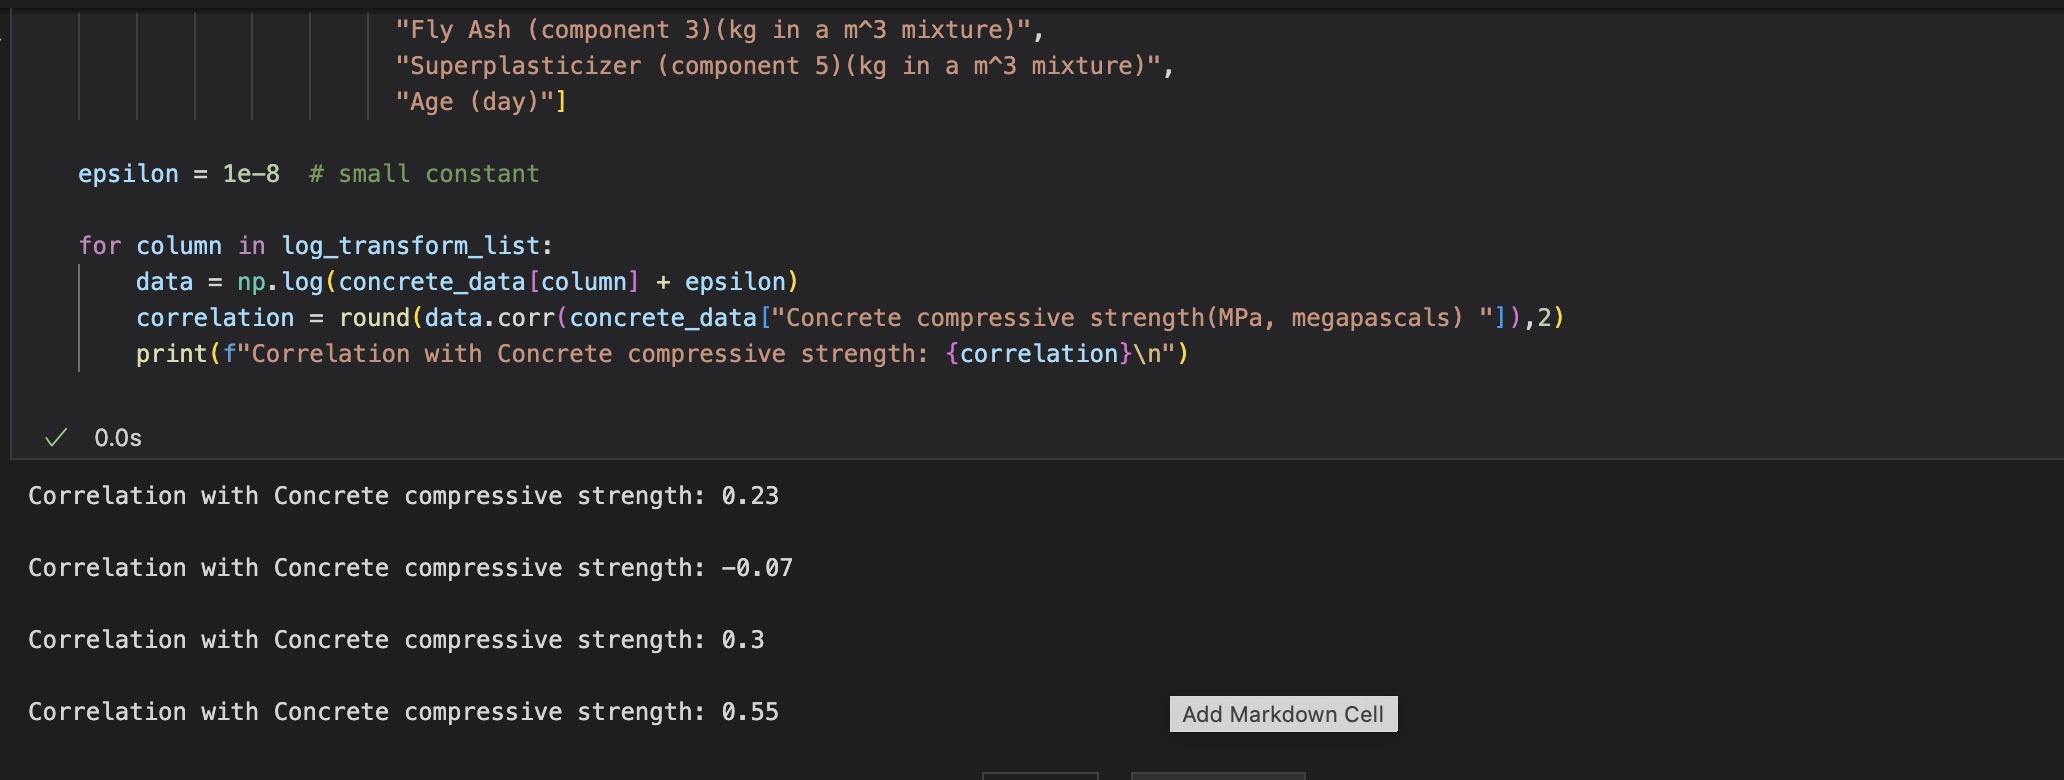 "Fly Ash (component 3)(kg in a m^3 mixture)",
"Superplasticizer (component 5)(kg in a m^3 mixture)",
"Age (day)"]
epsilon = 1e-8  # small constant
for column in log_transform_list:
    data = np.log(concrete_data[column] + epsilon)
    correlation = round(data.corr(concrete_data["Concrete compressive strength(MPa, megapascals) "]),2)
    print(f"Correlation with Concrete compressive strength: {correlation}\n")
0.0s
Correlation with Concrete compressive strength: 0.23
Correlation with Concrete compressive strength: -0.07
Correlation with Concrete compressive strength: 0.3
Correlation with Concrete compressive strength: 0.55
Add Markdown Cell